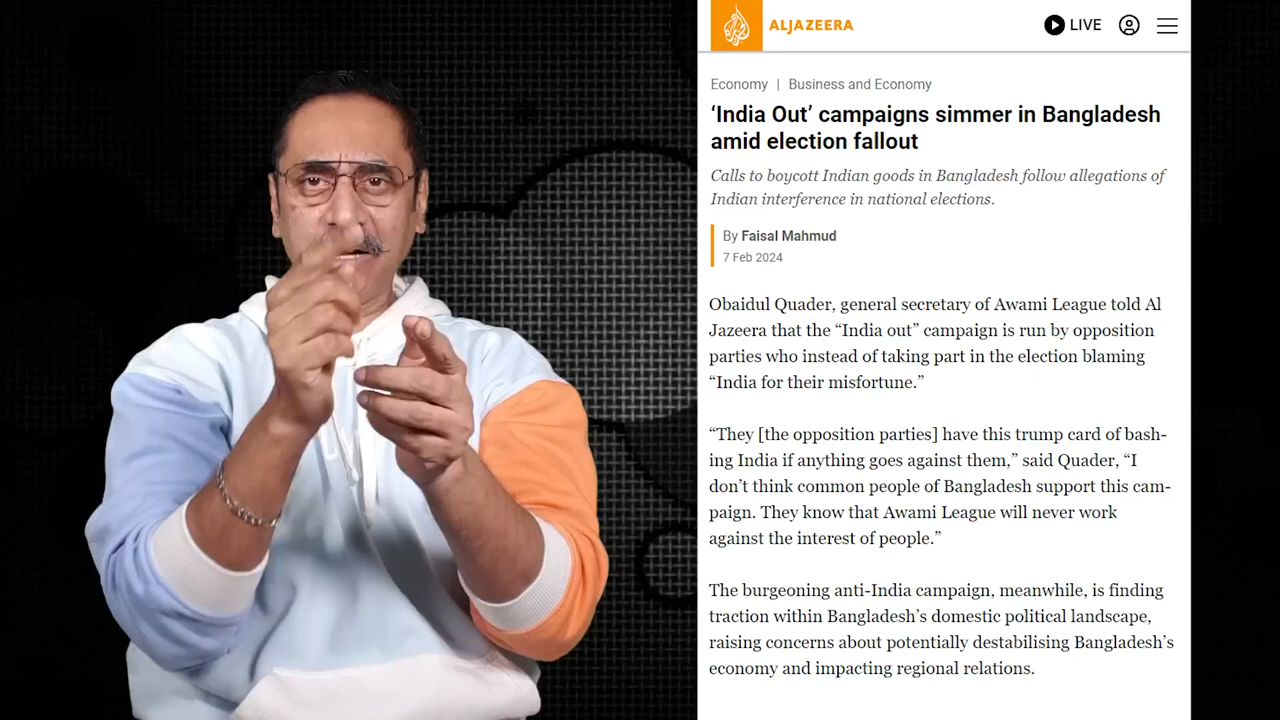 ALJAZEERA
LIVE
Economy | Business and Economy
‘India Out’ campaigns simmer in Bangladesh
amid election fallout
Calls to boycott Indian goods in Bangladesh follow allegations of
Indian interference in national elections.
By Faisal Mahmud
7 Feb 2024
Obaidul Quader, general secretary of Awami League told Al
Jazeera that the “India out” campaign is run by opposition
parties who instead of taking part in the election blaming
“India for their misfortune.”
“They [the opposition parties] have this trump card of bash-
ing India if anything goes against them,” said Quader, “I
don’t think common people of Bangladesh support this cam-
paign. They know that Awami League will never work
against the interest of people.”
The burgeoning anti-India campaign, meanwhile, is finding
traction within Bangladesh’s domestic political landscape,
raising concerns about potentially destabilising Bangladesh’s
economy and impacting regional relations.